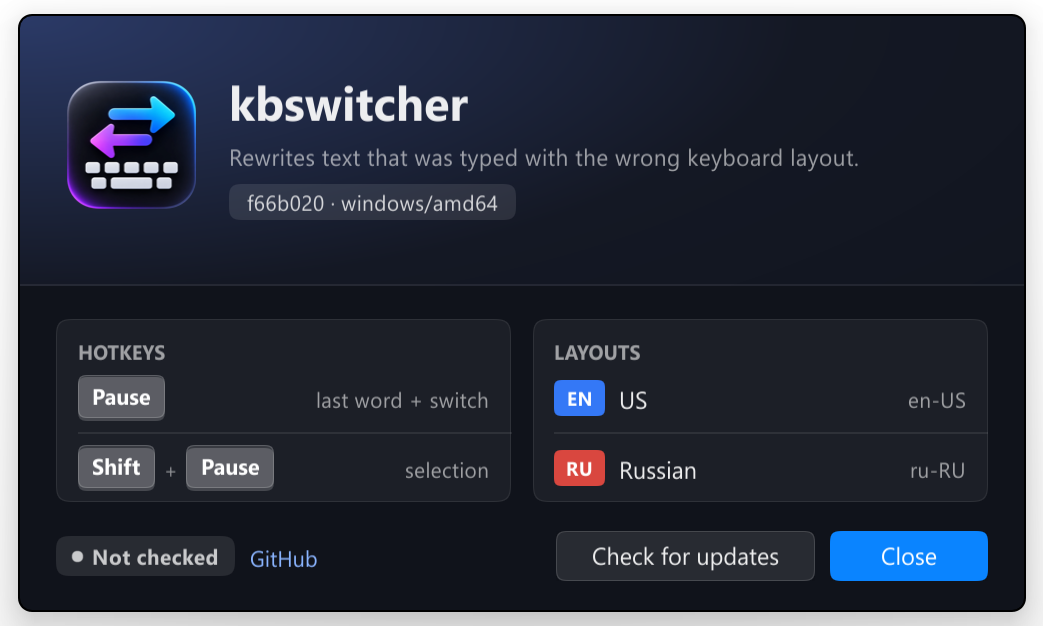 kbswitcher
Rewrites text that was typed with the wrong keyboard layout.
f66b020 · windows/amd64
HOTKEYS
Pause last word + switch
Shift + Pause selection
LAYOUTS
EN US en-US
RU Russian ru-RU
Not checked GitHub Check for updates Close